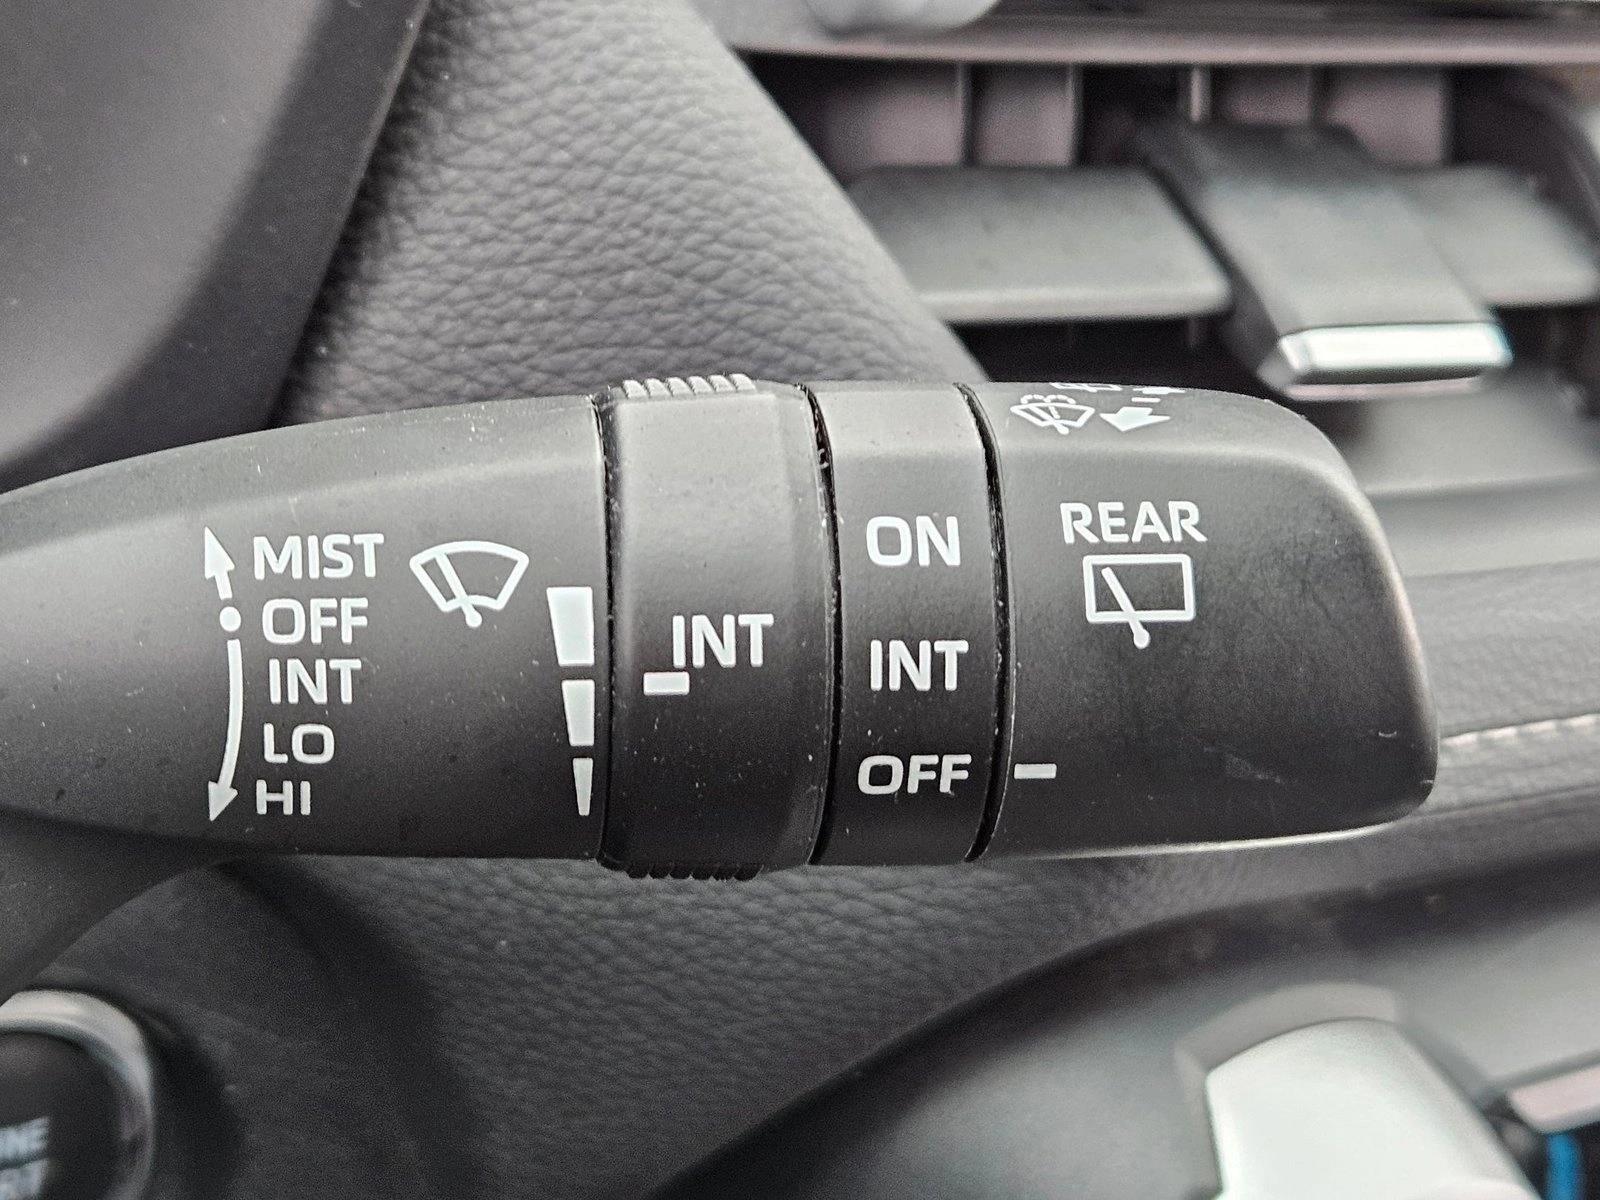 MIST
OFF
INT
LO
HI
INT
ON
INT
OFF
REAR